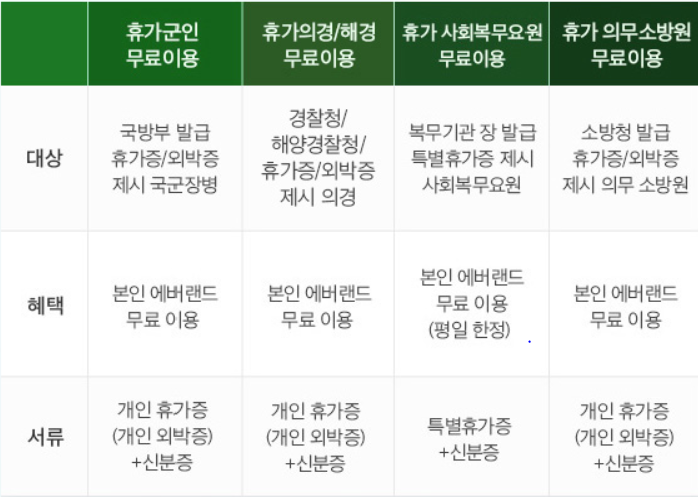 휴가군인
무료이용
휴가의경/해경
무료이용
휴가 사회복무요원
무료이용
휴가 의무소방원
무료이용
대상
국방부 발급
휴가증/외박증
제시 국군장병
경찰청/
해양경찰청/
휴가증/외박증
제시 의경
복무기관 장 발급
특별휴가증 제시
사회복무요원
소방청 발급
휴가증/외박증
제시 의무 소방원
혜택
본인 에버랜드
무료 이용
본인 에버랜드
무료 이용
본인 에버랜드
무료 이용
(평일 한정)
본인 에버랜드
무료 이용
서류
개인 휴가증
(개인 외박증)
+신분증
개인 휴가증
(개인 외박증)
+신분증
특별휴가증
+신분증
개인 휴가증
(개인 외박증)
+신분증